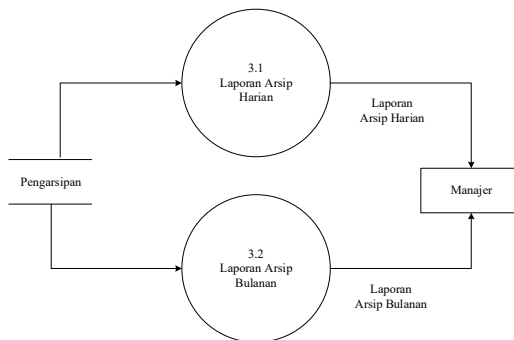 3.1
Laporan Arsip
Harian
Laporan
Arsip Harian
Pengarsipan
Manajer
3.2
Laporan Arsip
Bulanan
Laporan
Arsip Bulanan